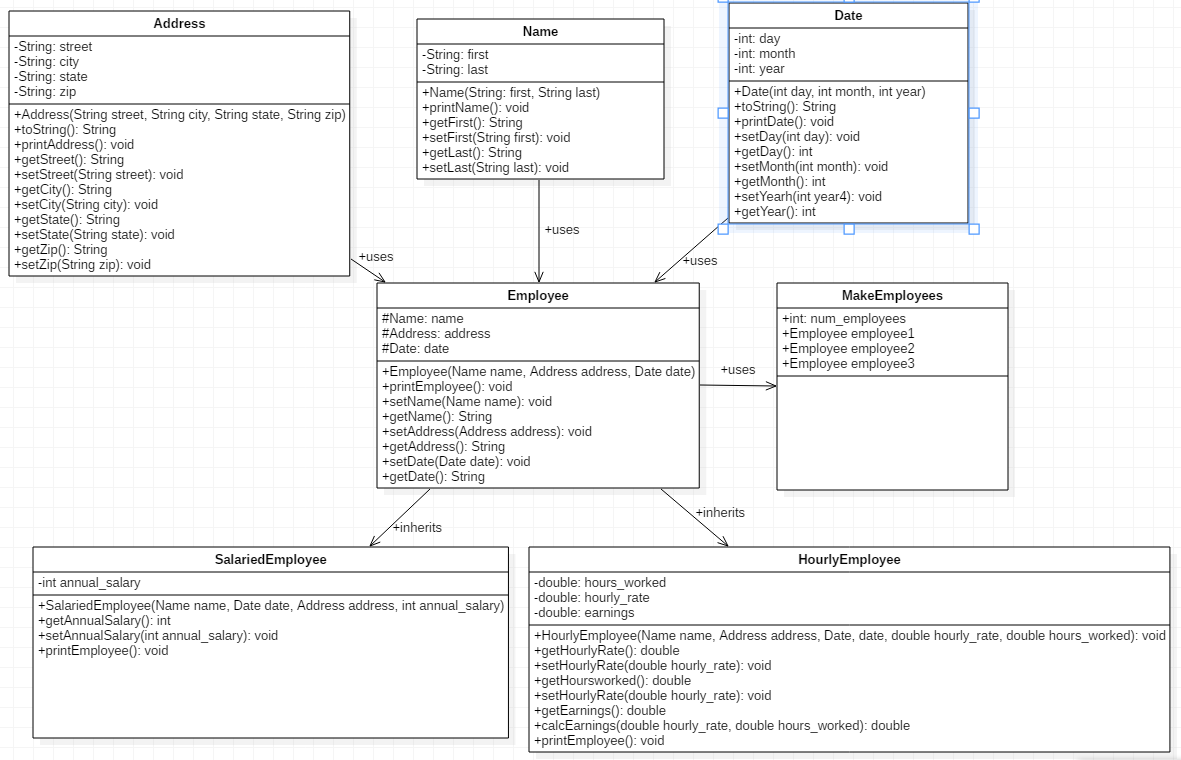 Address
-String: street
-String: city
-String: state
-String: zip
+Address(String street, String city, String state, String zip)
+toString(): String
+printAddress(): void
+getStreet(): String
+setStreet(String street): void
+getCity(): String
+setCity(String city): void
+getState(): String
+setState(String state): void
+getZip(): String
+setZip(String zip): void
Name
-String: first
-String: last
+Name(String: first, String last)
+printName(): void
+getFirst(): String
+setFirst(String first): void
+getLast(): String
+setLast(String last): void
Date
-int: day
-int: month
-int: year
+Date(int day, int month, int year)
+toString(): String
+printDate(): void
+setDay(int day): void
+getDay(): int
+setMonth(int month): void
+getMonth(): int
+setYearh(int year4): void
+getYear(): int
+uses
+uses
+uses
Employee
#Name: name
#Address: address
#Date: date
+Employee(Name name, Address address, Date date)
+printEmployee(): void
+setName(Name name): void
+getName(): String
+setAddress(Address address): void
+getAddress(): String
+setDate(Date date): void
+getDate(): String
+uses
MakeEmployees
+int: num_employees
+Employee employee1
+Employee employee2
+Employee employee3
+inherits
+inherits
SalariedEmployee
-int annual_salary
+SalariedEmployee(Name name, Date date, Address address, int annual_salary)
+getAnnualSalary(): int
+setAnnualSalary(int annual_salary): void
+printEmployee(): void
HourlyEmployee
-double: hours_worked
-double: hourly_rate
-double: earnings
+HourlyEmployee(Name name, Address address, Date, date, double hourly_rate, double hours_worked): void
+getHourlyRate(): double
+setHourlyRate(double hourly_rate): void
+getHoursworked(): double
+setHourlyRate(double hourly_rate): void
+getEarnings(): double
+calcEarnings(double hourly_rate, double hours_worked): double
+printEmployee(): void